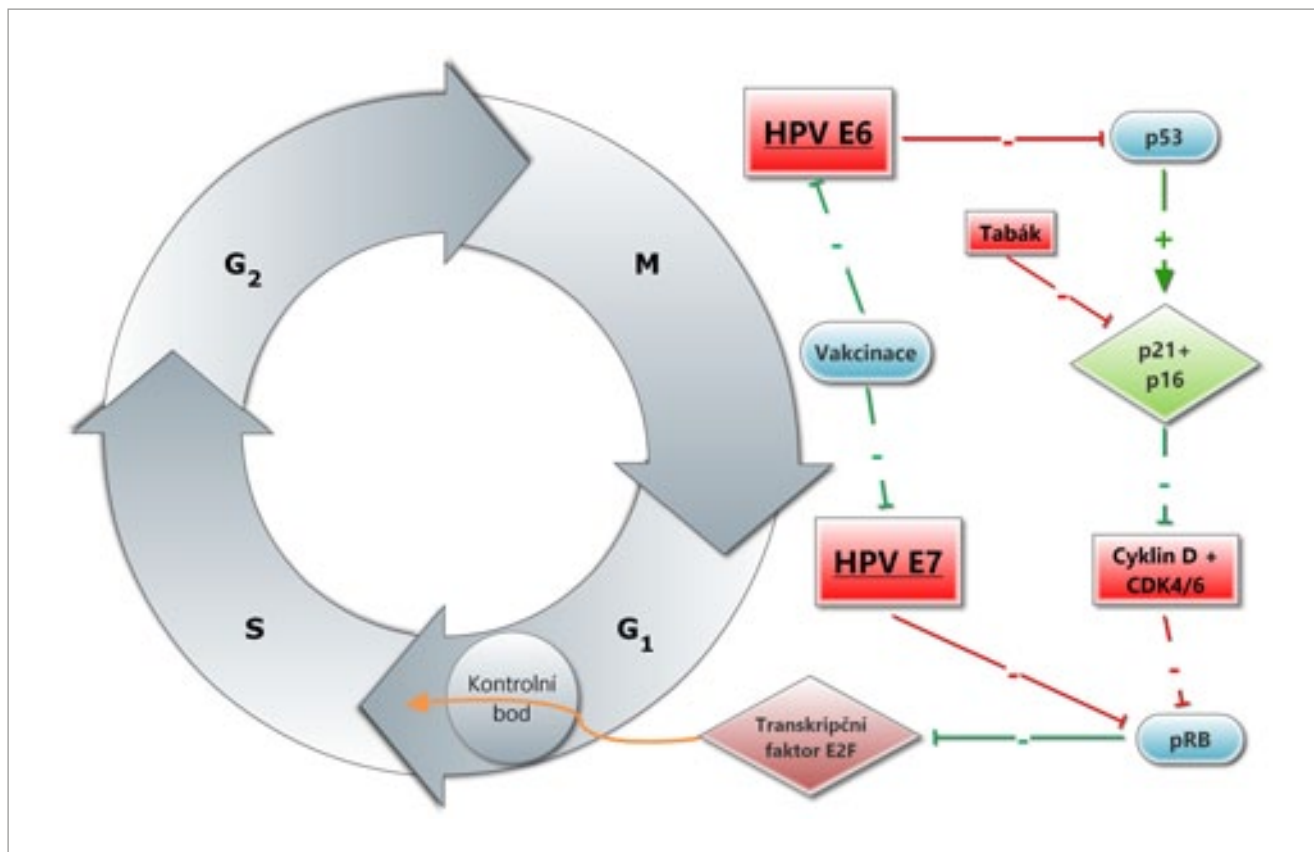 G2
M
S
G1
Kontrolní
bod
HPV E6
-
p53
Tabák
-
+
-
Vakcinace
p21+
p16
-
-
HPV E7
Cyklin D +
CDK4/6
-
-
Transkripční
faktor E2F
-
pRB